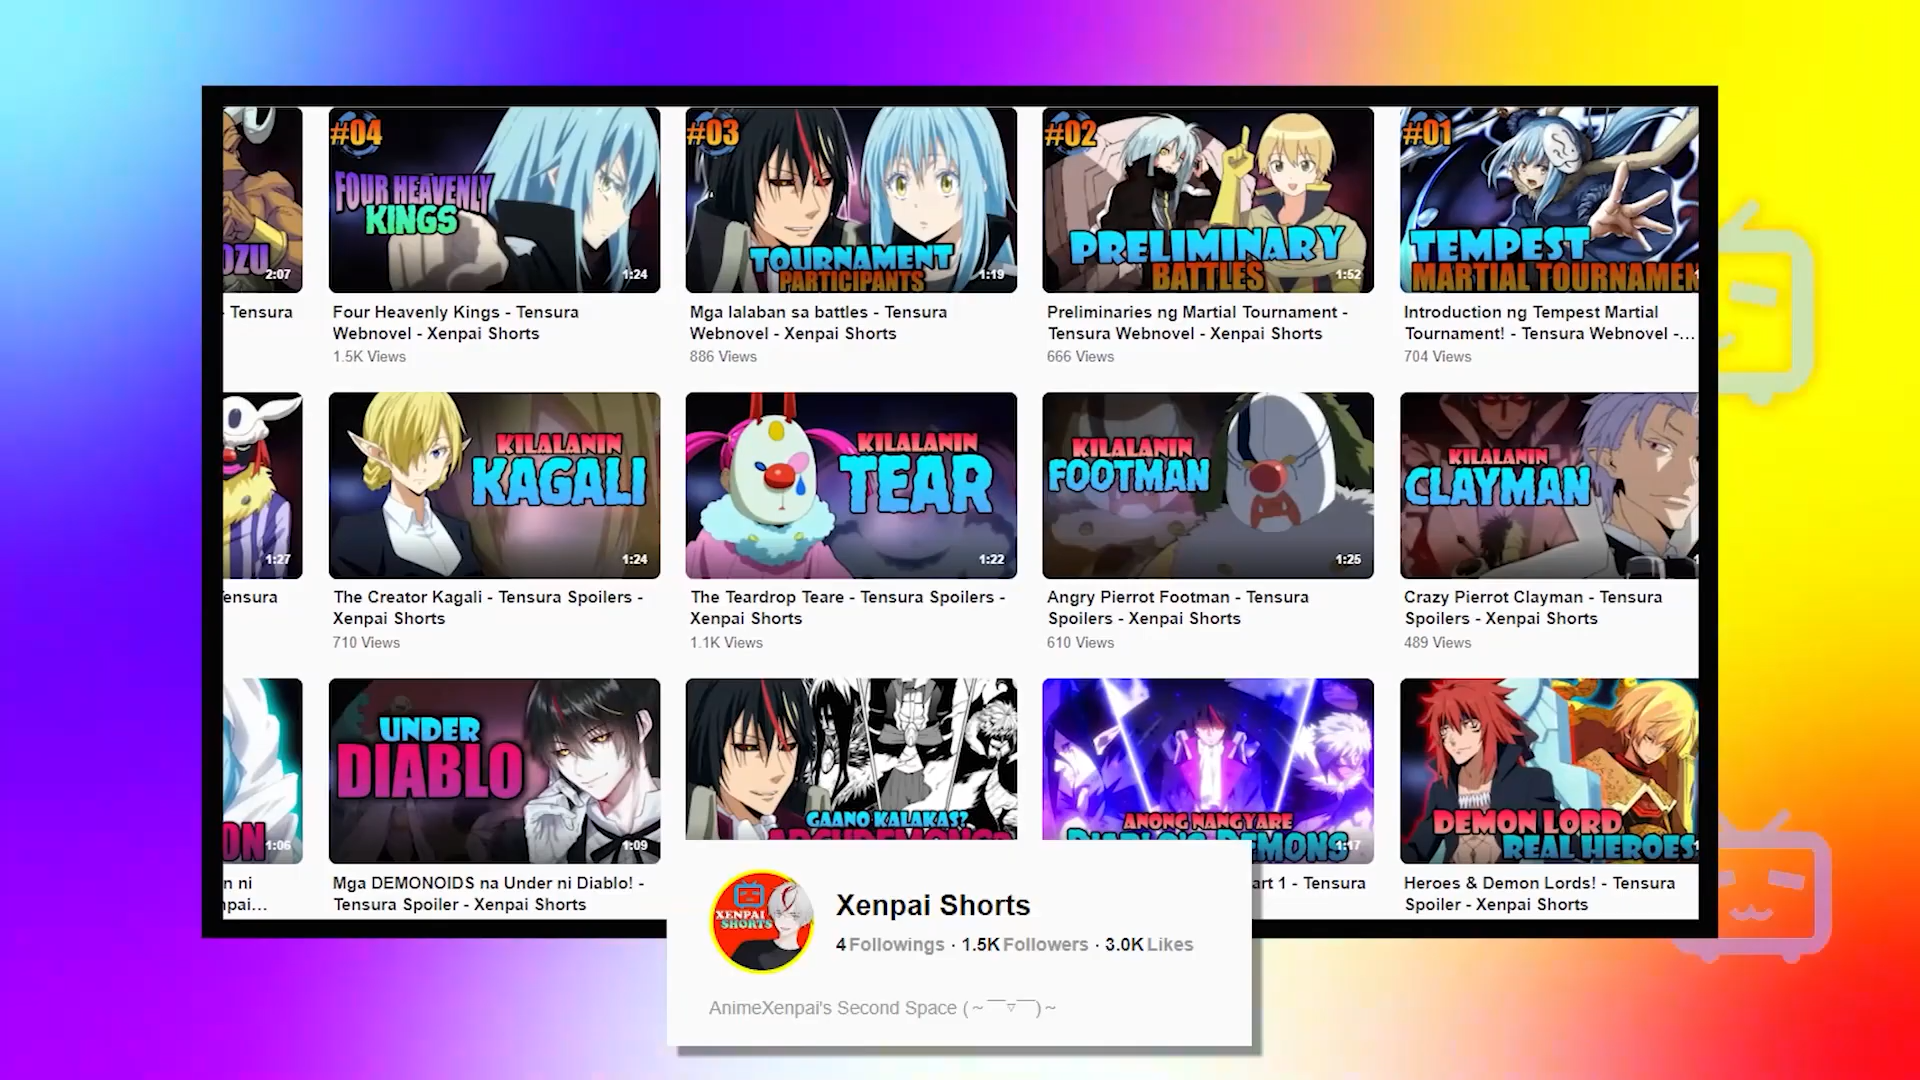 OZU
2:07
#04
FOUR HEAVENLY
KINGS
1:24
#03
TOURNAMENT
PARTICIPANTS
1:19
#02
PRELIMINARY
BATTLES
1:52
#01
TEMPEST
MARTIAL TOURNAMEN
- Tensura
Four Heavenly Kings - Tensura
Webnovel - Xenpai Shorts
1.5K Views
Mga lalaban sa battles - Tensura
Webnovel - Xenpai Shorts
886 Views
Preliminaries ng Martial Tournament -
Tensura Webnovel - Xenpai Shorts
666 Views
Introduction ng Tempest Martial
Tournament! - Tensura Webnovel -...
704 Views
1:27
KILALANIN
KAGALI
1:24
KILALANIN
TEAR
1:22
KILALANIN
FOOTMAN
1:25
KILALANIN
CLAYMAN
ensura
The Creator Kagali - Tensura Spoilers -
Xenpai Shorts
710 Views
The Teardrop Teare - Tensura Spoilers -
Xenpai Shorts
1.1K Views
Angry Pierrot Footman - Tensura
Spoilers - Xenpai Shorts
610 Views
Crazy Pierrot Clayman - Tensura
Spoilers - Xenpai Shorts
489 Views
ON
1:06
UNDER
DIABLO
1:09
GAANO KALAKAS?
ANONG NANGYARE
DIABLO'S DEMONS
1:17
DEMON LORD
REAL HEROES
n ni
npai...
Mga DEMONOIDS na Under ni Diablo! -
Tensura Spoiler - Xenpai Shorts
art 1 - Tensura
Heroes & Demon Lords! - Tensura
Spoiler - Xenpai Shorts
XENPAI
SHORTS
Xenpai Shorts
4 Followings · 1.5K Followers · 3.0K Likes
AnimeXenpai's Second Space (～￣▽￣)～